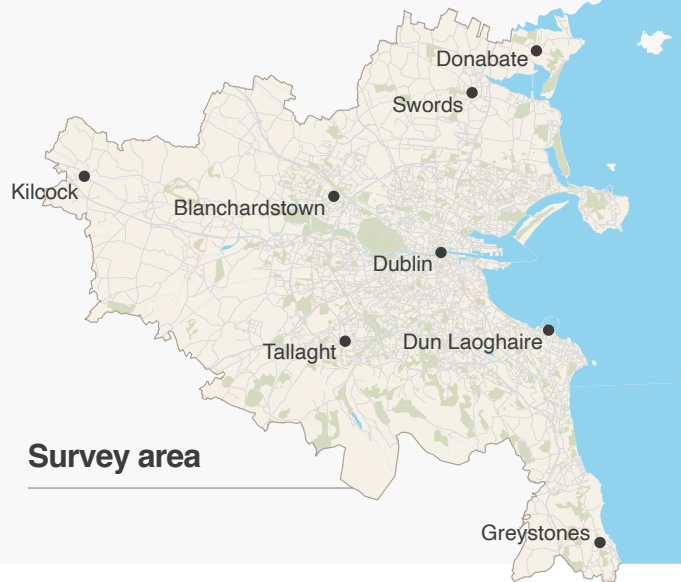 Donabate
Swords
Kilcock
Blanchardstown
Dublin
Tallaght
Dun Laoghaire
Survey area
Greystones